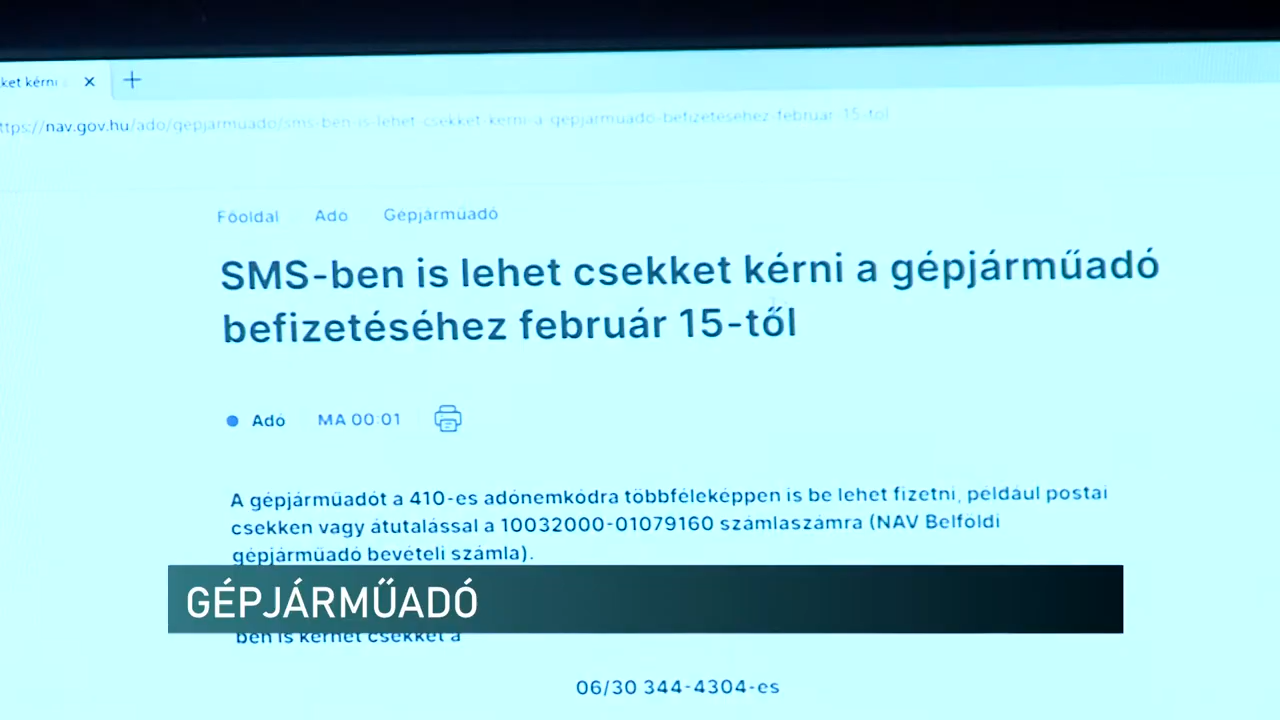 ket kérni
ttps://nav.gov.hu/ado/gepjarmuado/sms-ben-is-lehet-csekket-kerni-a-gepjarmuado-befizetesehez-februar-15-tol
Főoldal Adó Gépjárműadó
SMS-ben is lehet csekket kérni a gépjárműadó
befizetéséhez február 15-től
Adó MA 00:01
A gépjárműadót a 410-es adónemkódra többféleképpen is be lehet fizetni, például postai
csekken vagy átutalással a 10032000-01079160 számlaszámra (NAV Belföldi
gépjárműadó bevételi számla).
GÉPJÁRMŰADÓ
ben is kérhet csekket a
06/30 344-4304-es